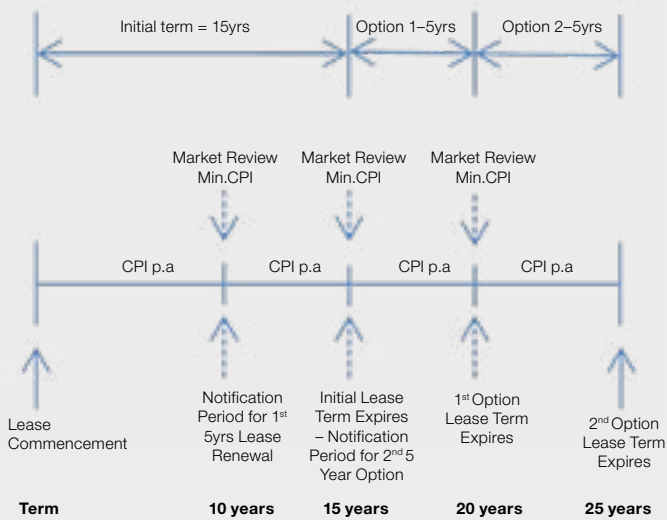 Initial term = 15yrs
Option 1–5yrs
Option 2–5yrs
Market Review
Min.CPI
Market Review
Min.CPI
Market Review
Min.CPI
CPI p.a
CPI p.a
CPI p.a
CPI p.a
Lease
Commencement
Notification
Period for 1st
5yrs Lease
Renewal
Initial Lease
Term Expires
– Notification
Period for 2nd 5
Year Option
1st Option
Lease Term
Expires
2nd Option
Lease Term
Expires
Term
10 years
15 years
20 years
25 years